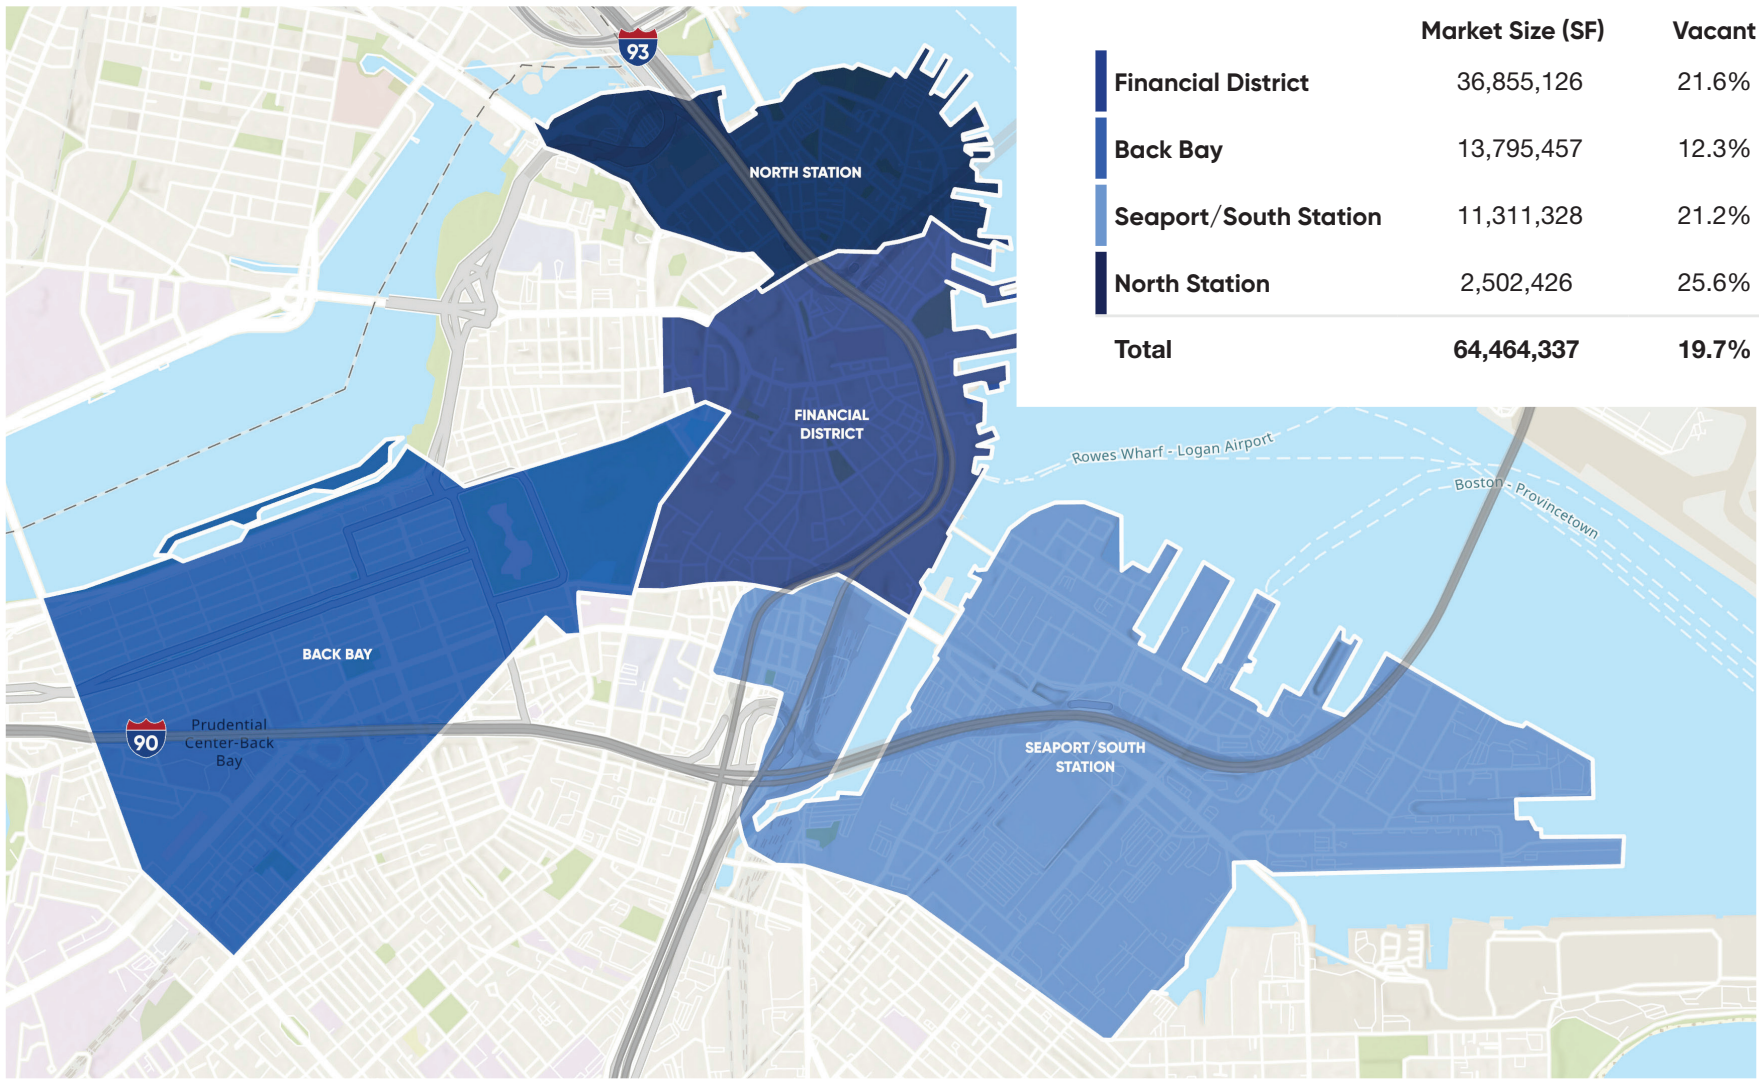 Market Size (SF) Vacant
Financial District 36,855,126 21.6%
Back Bay 13,795,457 12.3%
Seaport/South Station 11,311,328 21.2%
North Station 2,502,426 25.6%
Total 64,464,337 19.7%
93
NORTH STATION
FINANCIAL
DISTRICT
Rowes Wharf - Logan Airport
Boston - Provincetown
BACK BAY
90
Prudential
Center-Back
Bay
SEAPORT/SOUTH
STATION